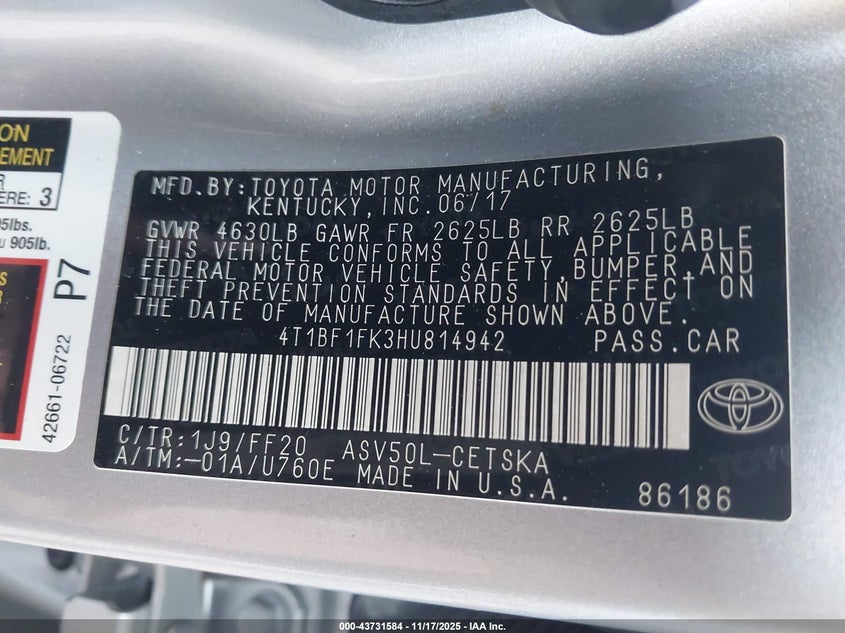 ON
EMENT
R
ERE: 3
05lbs.
u 905lb.
S
R
P7
42661-06722
MFD.BY:TOYOTA MOTOR MANUFACTURING,
KENTUCKY,INC.06/17
GVWR 4630LB GAWR FR 2625LB RR 2625LB
THIS VEHICLE CONFORMS TO ALL APPLICABLE
FEDERAL MOTOR VEHICLE SAFETY,BUMPER,AND
THEFT PREVENTION STANDARDS IN EFFECT ON
THE DATE OF MANUFACTURE SHOWN ABOVE.
4T1BF1FK3HU814942 PASS.CAR
C/TR:1J9/FF20 ASV50L-CETSKA
A/TM:-01A/U760E MADE IN U.S.A.
86186
000-43731584 - 11/17/2025 - IAA Inc.